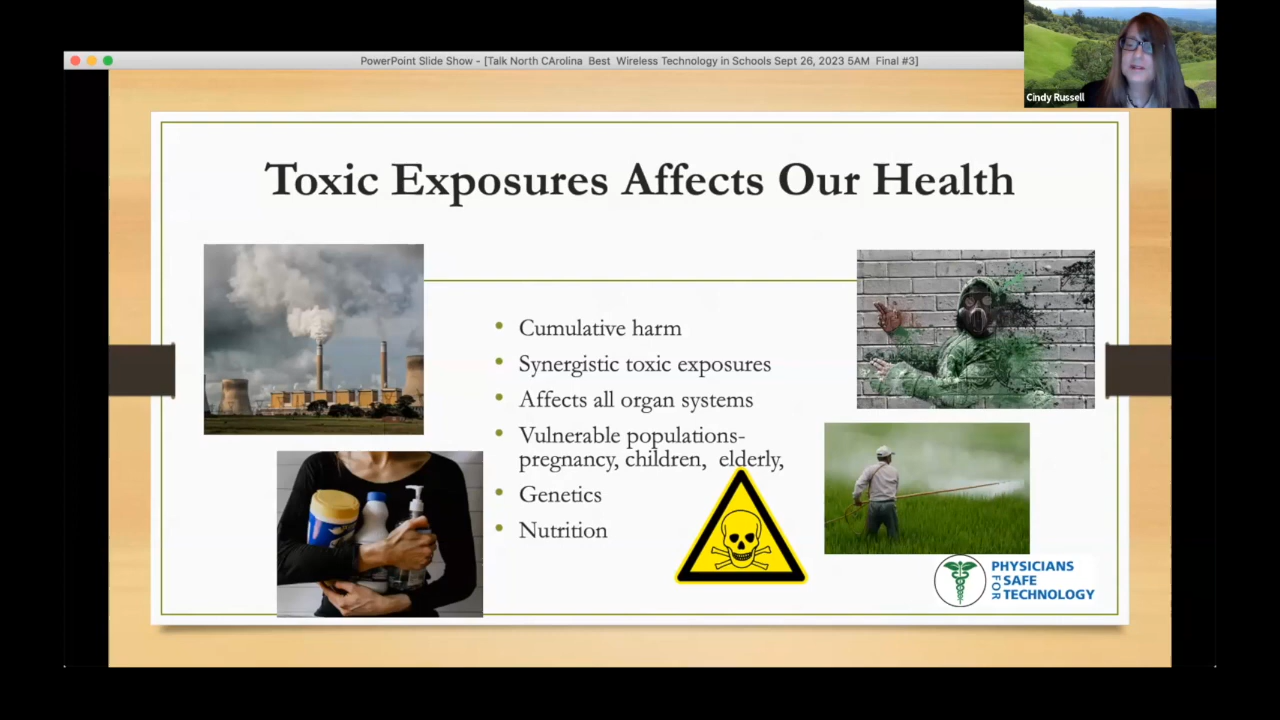 PowerPoint Slide Show - [Talk North CArolina  Best  Wireless Technology in Schools Sept 26, 2023 5AM  Final #3]
Cindy Russell
Toxic Exposures Affects Our Health
• Cumulative harm
• Synergistic toxic exposures
• Affects all organ systems
• Vulnerable populations-
pregnancy, children,  elderly,
• Genetics
• Nutrition
PHYSICIANS
FOR SAFE
TECHNOLOGY